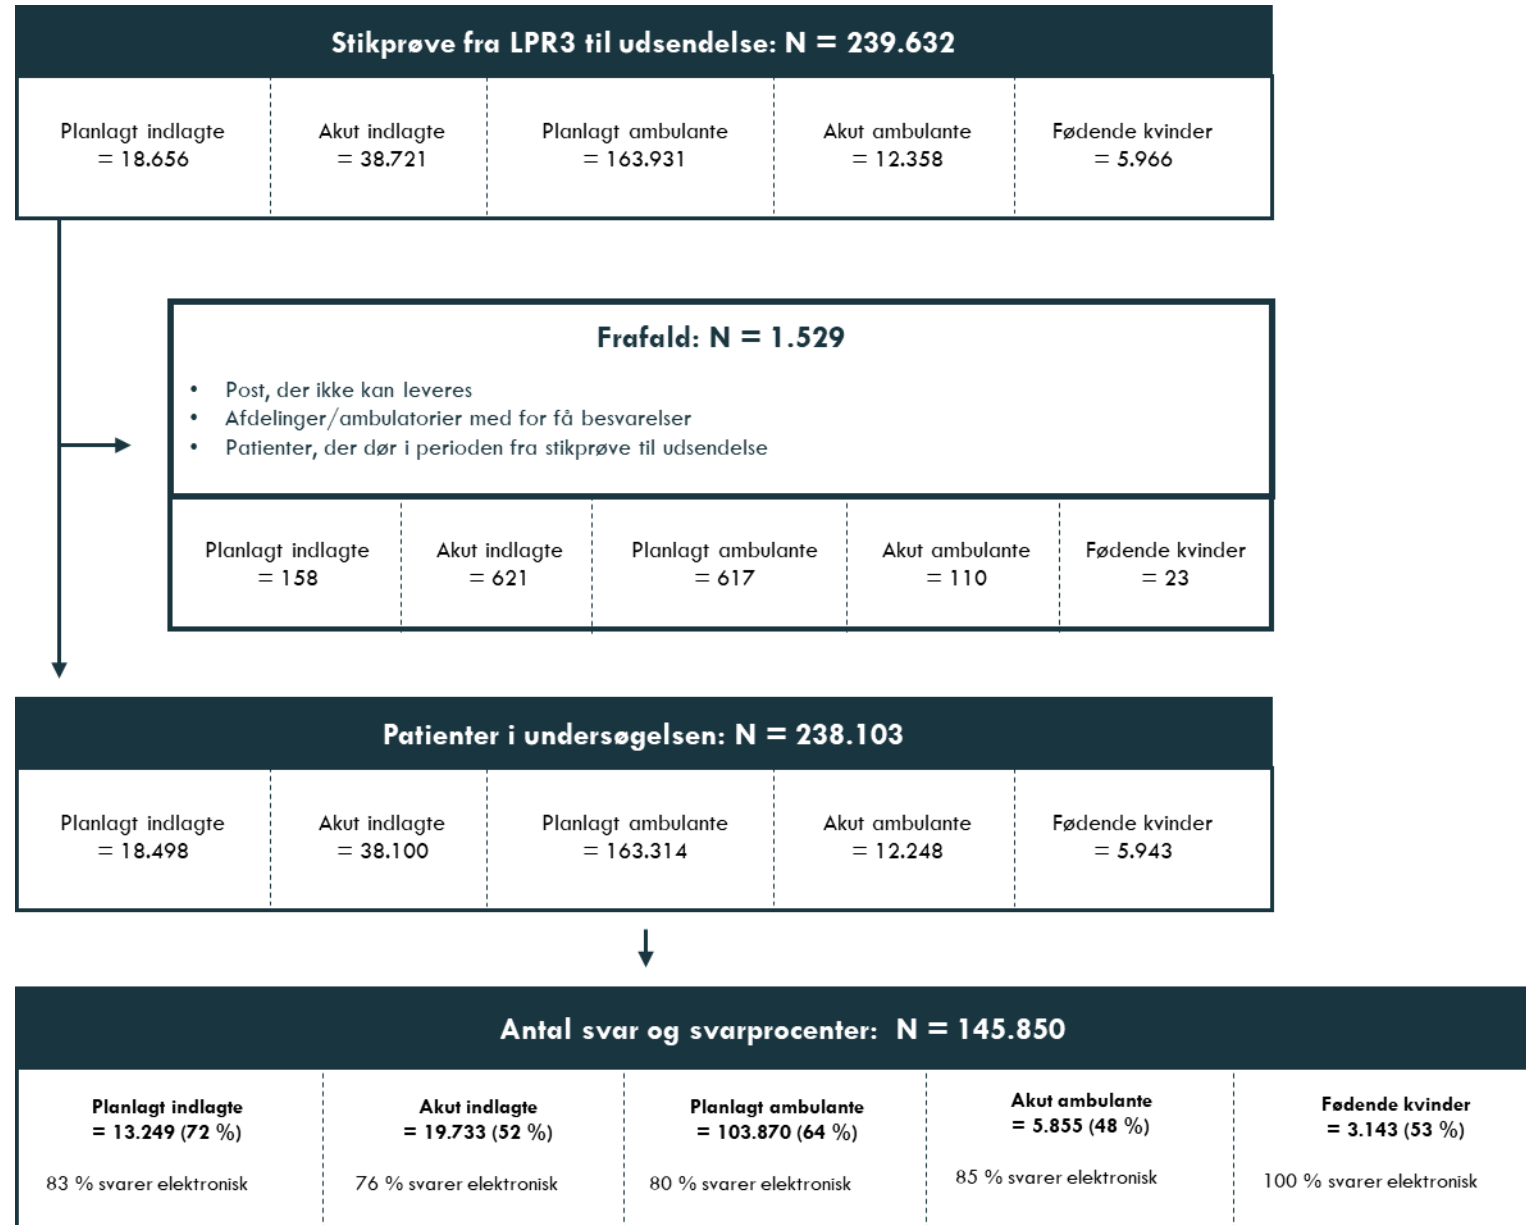 Stikprøve fra LPR3 til udsendelse: N = 239.632
Planlagt indlagte
= 18.656
Akut indlagte
= 38.721
Planlagt ambulante
= 163.931
Akut ambulante
= 12.358
Fødende kvinder
= 5.966
Frafald: N = 1.529
• Post, der ikke kan leveres
• Afdelinger/ambulatorier med for få besvarelser
• Patienter, der dør i perioden fra stikprøve til udsendelse
Planlagt indlagte
= 158
Akut indlagte
= 621
Planlagt ambulante
= 617
Akut ambulante
= 110
Fødende kvinder
= 23
Patienter i undersøgelsen: N = 238.103
Planlagt indlagte
= 18.498
Akut indlagte
= 38.100
Planlagt ambulante
= 163.314
Akut ambulante
= 12.248
Fødende kvinder
= 5.943
Antal svar og svarprocenter: N = 145.850
Planlagt indlagte
= 13.249 (72 %)
83 % svarer elektronisk
Akut indlagte
= 19.733 (52 %)
76 % svarer elektronisk
Planlagt ambulante
= 103.870 (64 %)
80 % svarer elektronisk
Akut ambulante
= 5.855 (48 %)
85 % svarer elektronisk
Fødende kvinder
= 3.143 (53 %)
100 % svarer elektronisk